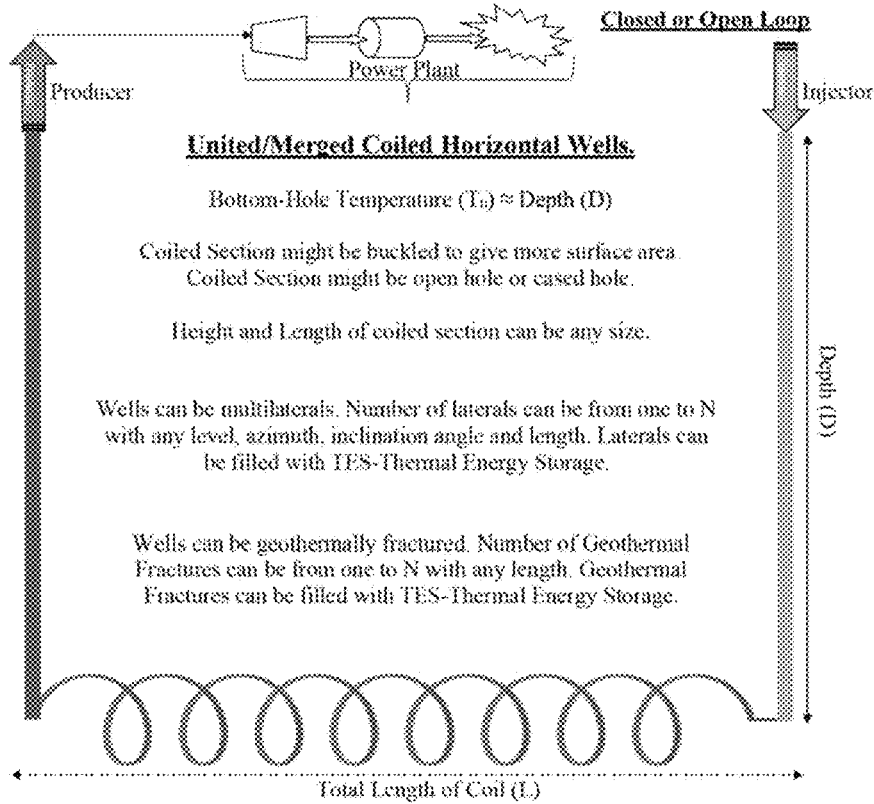 Closed or Open Loop
Power Plant
Producer
Injector
United/Merged Coiled Horizontal Wells.
Bottom-Hole Temperature (T) ≈ Depth (D)
Coiled Section might be buckled to give more surface area.
Coiled Section might be open hole or cased hole.
Height and Length of coiled section can be any size.
Depth (D)
Wells can be multilaterals. Number of laterals can be from one to N
with any level, azimuth, inclination angle and length. Laterals can
be filled with TES-Thermal Energy Storage.
Wells can be geothermally fractured. Number of Geothermal
Fractures can be from one to N with any length. Geothermal
Fractures can be filled with TES-Thermal Energy Storage.
Total Length of Coil (L)